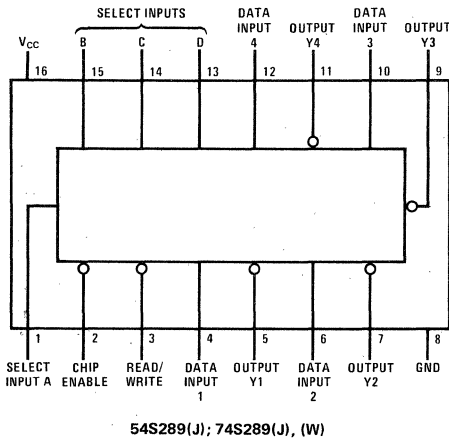 SELECT INPUTS
DATA INPUT 4
OUTPUT Y4
DATA INPUT 3
OUTPUT Y3
VCC
B
C
D
16
15
14
13
12
11
10
9
1
2
3
4
5
6
7
8
SELECT INPUT A
CHIP ENABLE
READ/ WRITE
DATA INPUT 1
OUTPUT Y1
DATA INPUT 2
OUTPUT Y2
GND
54S289(J); 74S289(J), (W)